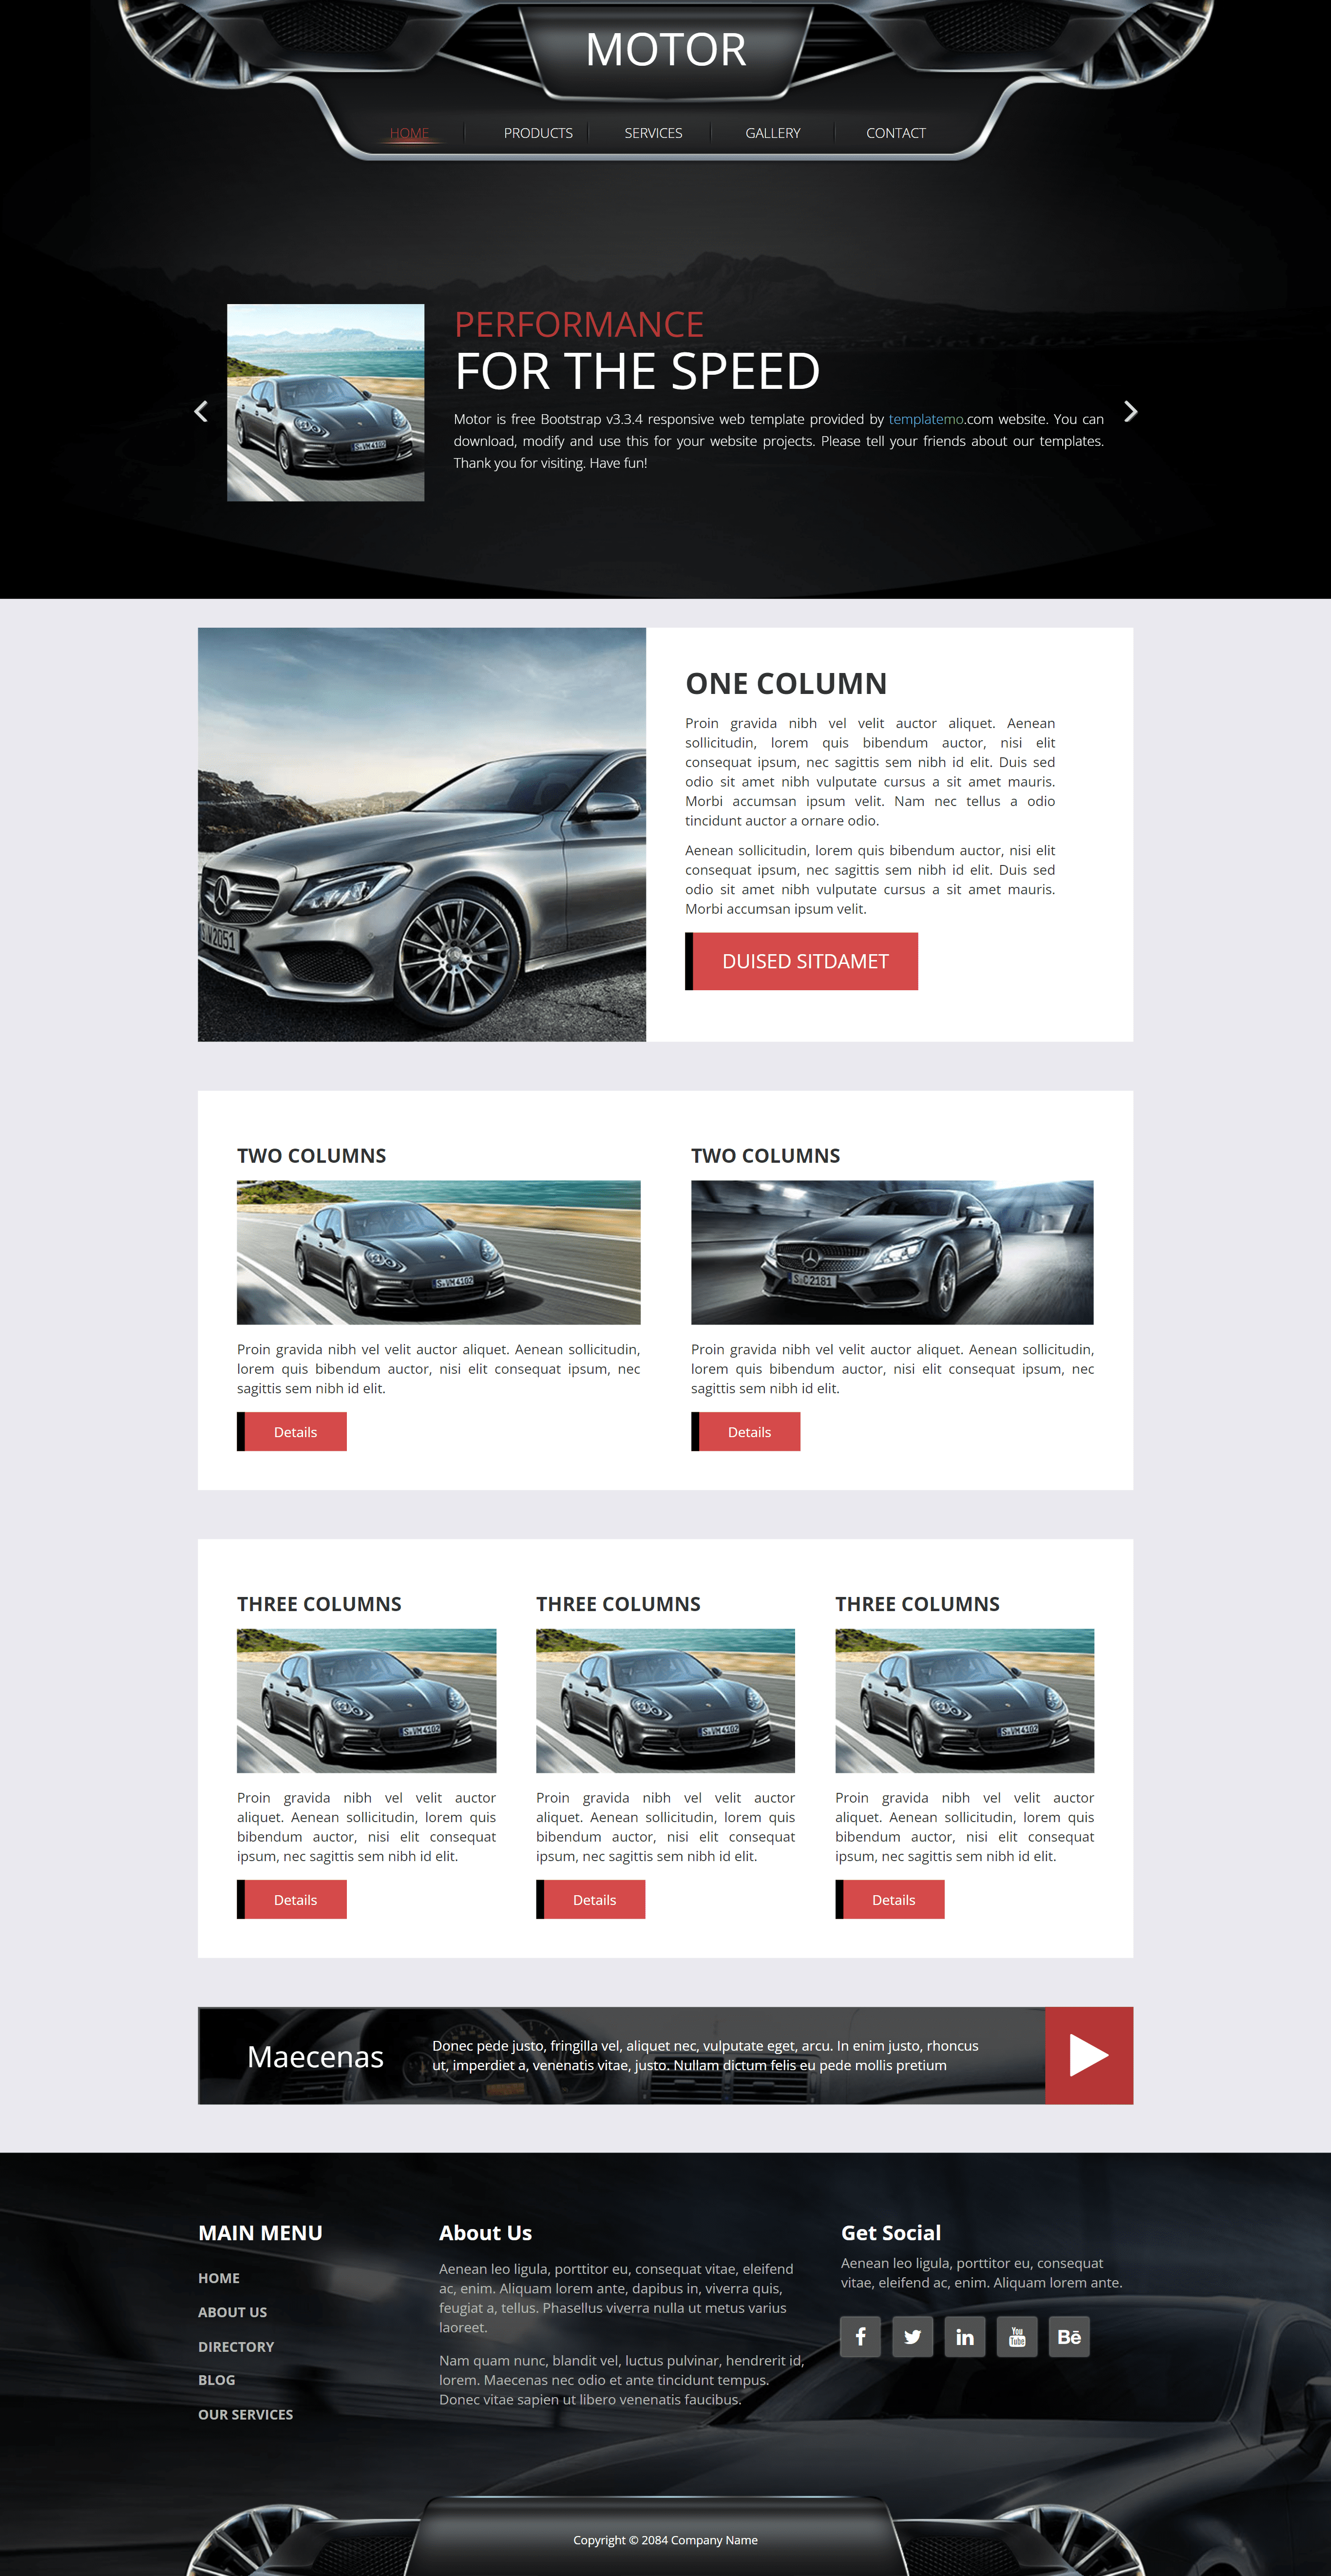 MOTOR
HOME
PRODUCTS
SERVICES
GALLERY
CONTACT
PERFORMANCE
FOR THE SPEED
Motor is free Bootstrap v3.3.4 responsive web template provided by templatemo.com website. You can
download, modify and use this for your website projects. Please tell your friends about our templates.
Thank you for visiting. Have fun!
S VM4102
ONE COLUMN
Proin gravida nibh vel velit auctor aliquet. Aenean
sollicitudin, lorem quis bibendum auctor, nisi elit
consequat ipsum, nec sagittis sem nibh id elit. Duis sed
odio sit amet nibh vulputate cursus a sit amet mauris.
Morbi accumsan ipsum velit. Nam nec tellus a odio
tincidunt auctor a ornare odio.
Aenean sollicitudin, lorem quis bibendum auctor, nisi elit
consequat ipsum, nec sagittis sem nibh id elit. Duis sed
odio sit amet nibh vulputate cursus a sit amet mauris.
Morbi accumsan ipsum velit.
DUISED SITDAMET
TWO COLUMNS
S VM4102
Proin gravida nibh vel velit auctor aliquet. Aenean sollicitudin,
lorem quis bibendum auctor, nisi elit consequat ipsum, nec
sagittis sem nibh id elit.
Details
TWO COLUMNS
S C2181
Proin gravida nibh vel velit auctor aliquet. Aenean sollicitudin,
lorem quis bibendum auctor, nisi elit consequat ipsum, nec
sagittis sem nibh id elit.
Details
THREE COLUMNS
S VM4102
Proin gravida nibh vel velit auctor
aliquet. Aenean sollicitudin, lorem quis
bibendum auctor, nisi elit consequat
ipsum, nec sagittis sem nibh id elit.
Details
THREE COLUMNS
S VM4102
Proin gravida nibh vel velit auctor
aliquet. Aenean sollicitudin, lorem quis
bibendum auctor, nisi elit consequat
ipsum, nec sagittis sem nibh id elit.
Details
THREE COLUMNS
S VM4102
Proin gravida nibh vel velit auctor
aliquet. Aenean sollicitudin, lorem quis
bibendum auctor, nisi elit consequat
ipsum, nec sagittis sem nibh id elit.
Details
Maecenas
Donec pede justo, fringilla vel, aliquet nec, vulputate eget, arcu. In enim justo, rhoncus
ut, imperdiet a, venenatis vitae, justo. Nullam dictum felis eu pede mollis pretium
MAIN MENU
HOME
ABOUT US
DIRECTORY
BLOG
OUR SERVICES
About Us
Aenean leo ligula, porttitor eu, consequat vitae, eleifend
ac, enim. Aliquam lorem ante, dapibus in, viverra quis,
feugiat a, tellus. Phasellus viverra nulla ut metus varius
laoreet.
Nam quam nunc, blandit vel, luctus pulvinar, hendrerit id,
lorem. Maecenas nec odio et ante tincidunt tempus.
Donec vitae sapien ut libero venenatis faucibus.
Get Social
Aenean leo ligula, porttitor eu, consequat
vitae, eleifend ac, enim. Aliquam lorem ante.
f
in
You Tube
Bē
Copyright © 2084 Company Name